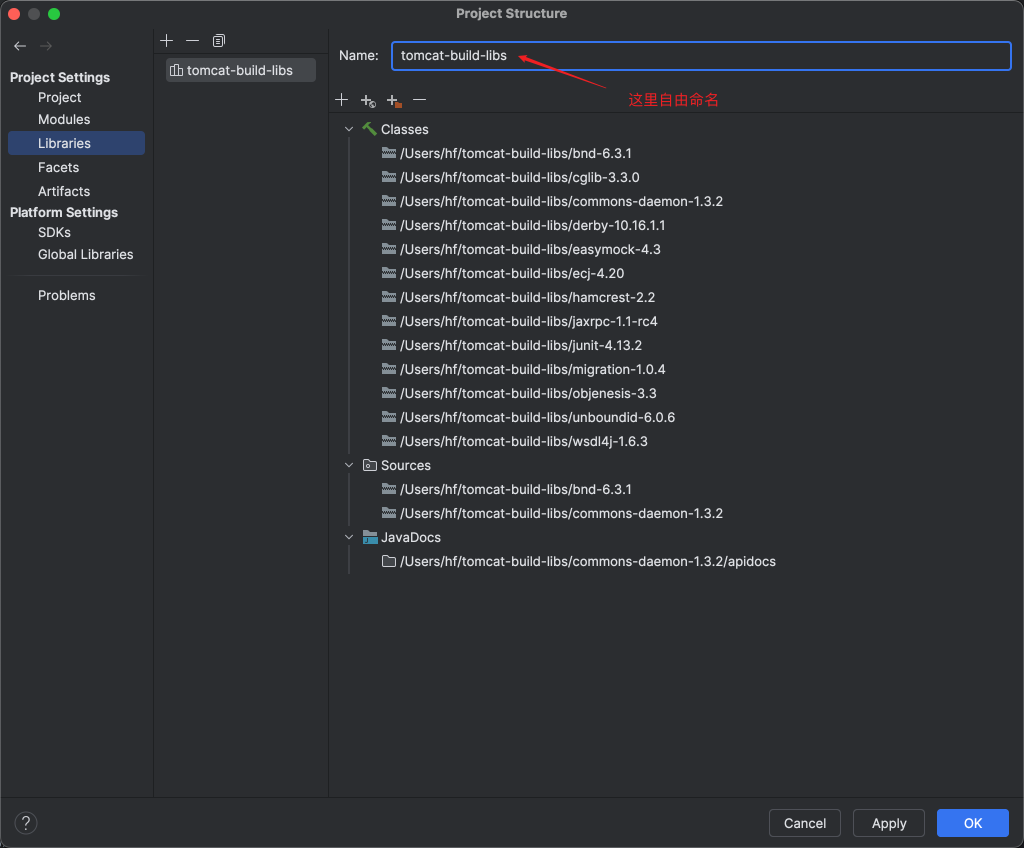 Project Structure
Project Settings
Project
Modules
Libraries
Facets
Artifacts
Platform Settings
SDKs
Global Libraries
Problems
tomcat-build-libs
Name: tomcat-build-libs
这里自由命名
Classes
/Users/hf/tomcat-build-libs/bnd-6.3.1
/Users/hf/tomcat-build-libs/cglib-3.3.0
/Users/hf/tomcat-build-libs/commons-daemon-1.3.2
/Users/hf/tomcat-build-libs/derby-10.16.1.1
/Users/hf/tomcat-build-libs/easymock-4.3
/Users/hf/tomcat-build-libs/ecj-4.20
/Users/hf/tomcat-build-libs/hamcrest-2.2
/Users/hf/tomcat-build-libs/jaxrpc-1.1-rc4
/Users/hf/tomcat-build-libs/junit-4.13.2
/Users/hf/tomcat-build-libs/migration-1.0.4
/Users/hf/tomcat-build-libs/objenesis-3.3
/Users/hf/tomcat-build-libs/unboundid-6.0.6
/Users/hf/tomcat-build-libs/wsdl4j-1.6.3
Sources
/Users/hf/tomcat-build-libs/bnd-6.3.1
/Users/hf/tomcat-build-libs/commons-daemon-1.3.2
JavaDocs
/Users/hf/tomcat-build-libs/commons-daemon-1.3.2/apidocs
?
Cancel
Apply
OK